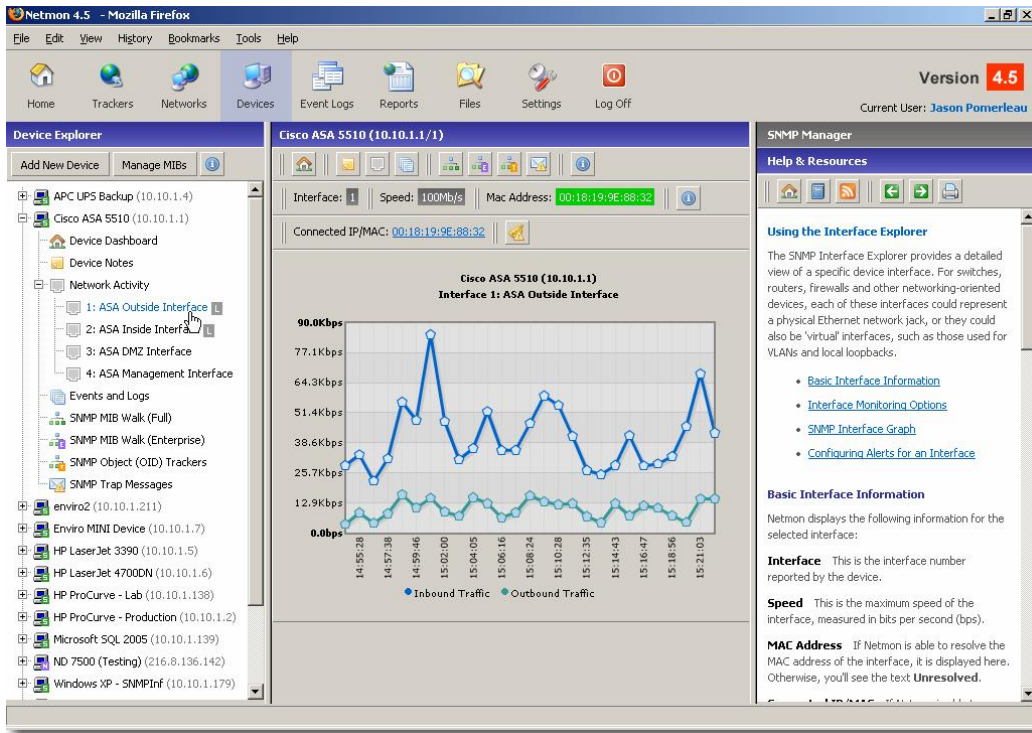 Netmon 4.5 - Mozilla Firefox
File Edit View History Bookmarks Tools Help
Home Trackers Networks Devices Event Logs Reports Files Settings Log Off
Version 4.5
Current User: Jason Pomerleau
Device Explorer
Add New Device Manage MIBs
APC UPS Backup (10.10.1.4)
Cisco ASA 5510 (10.10.1.1)
Device Dashboard
Device Notes
Network Activity
1: ASA Outside Interface L
2: ASA Inside Interface L
3: ASA DMZ Interface
4: ASA Management Interface
Events and Logs
SNMP MIB Walk (Full)
SNMP MIB Walk (Enterprise)
SNMP Object (OID) Trackers
SNMP Trap Messages
enviro2 (10.10.1.211)
Enviro MINI Device (10.10.1.7)
HP LaserJet 3390 (10.10.1.5)
HP LaserJet 4700DN (10.10.1.6)
HP ProCurve - Lab (10.10.1.138)
HP ProCurve - Production (10.10.1.2)
Microsoft SQL 2005 (10.10.1.139)
ND 7500 (Testing) (216.8.136.142)
Windows XP - SNMPInf (10.10.1.179)
Cisco ASA 5510 (10.10.1.1/1)
Interface: 1 Speed: 100Mb/s Mac Address: 00:18:19:9E:88:32
Connected IP/MAC: 00:18:19:9E:88:32
Cisco ASA 5510 (10.10.1.1)
Interface 1: ASA Outside Interface
90.0Kbps
77.1Kbps
64.3Kbps
51.4Kbps
38.6Kbps
25.7Kbps
12.9Kbps
0.0bps
14:55:28 14:57:38 14:59:46 15:02:00 15:04:05 15:06:16 15:08:24 15:10:28 15:12:35 15:14:43 15:16:47 15:18:56 15:21:03
Inbound Traffic Outbound Traffic
SNMP Manager
Help & Resources
Using the Interface Explorer
The SNMP Interface Explorer provides a detailed
view of a specific device interface. For switches,
routers, firewalls and other networking-oriented
devices, each of these interfaces could represent
a physical Ethernet network jack, or they could
also be 'virtual' interfaces, such as those used for
VLANs and local loopbacks.
Basic Interface Information
Interface Monitoring Options
SNMP Interface Graph
Configuring Alerts for an Interface
Basic Interface Information
Netmon displays the following information for the
selected interface:
Interface This is the interface number
reported by the device.
Speed This is the maximum speed of the
interface, measured in bits per second (bps).
MAC Address If Netmon is able to resolve the
MAC address of the interface, it is displayed here.
Otherwise, you'll see the text Unresolved.